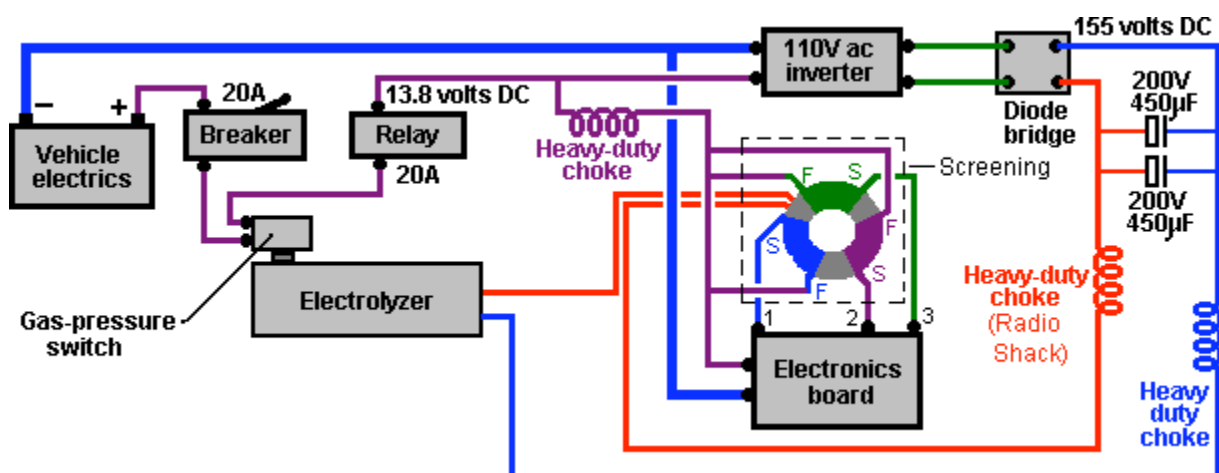 155 volts DC
110V ac
inverter
200V
450µF
20A
13.8 volts DC
−
+
Breaker
Relay
Diode
bridge
Vehicle
electrics
Heavy-duty
choke
20A
Screening
F
S
200V
450µF
S
F
S
F
Heavy-duty
choke
(Radio
Shack)
Electrolyzer
Gas-pressure
switch
1
2
3
Electronics
board
Heavy
duty
choke